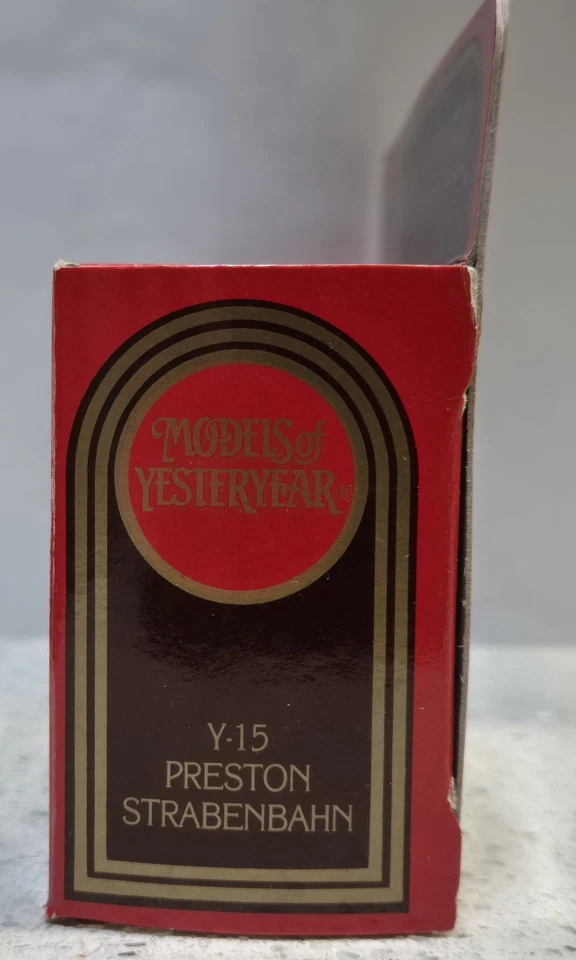 MODELS of
YESTERYEAR®
Y-15
PRESTON
STRABENBAHN